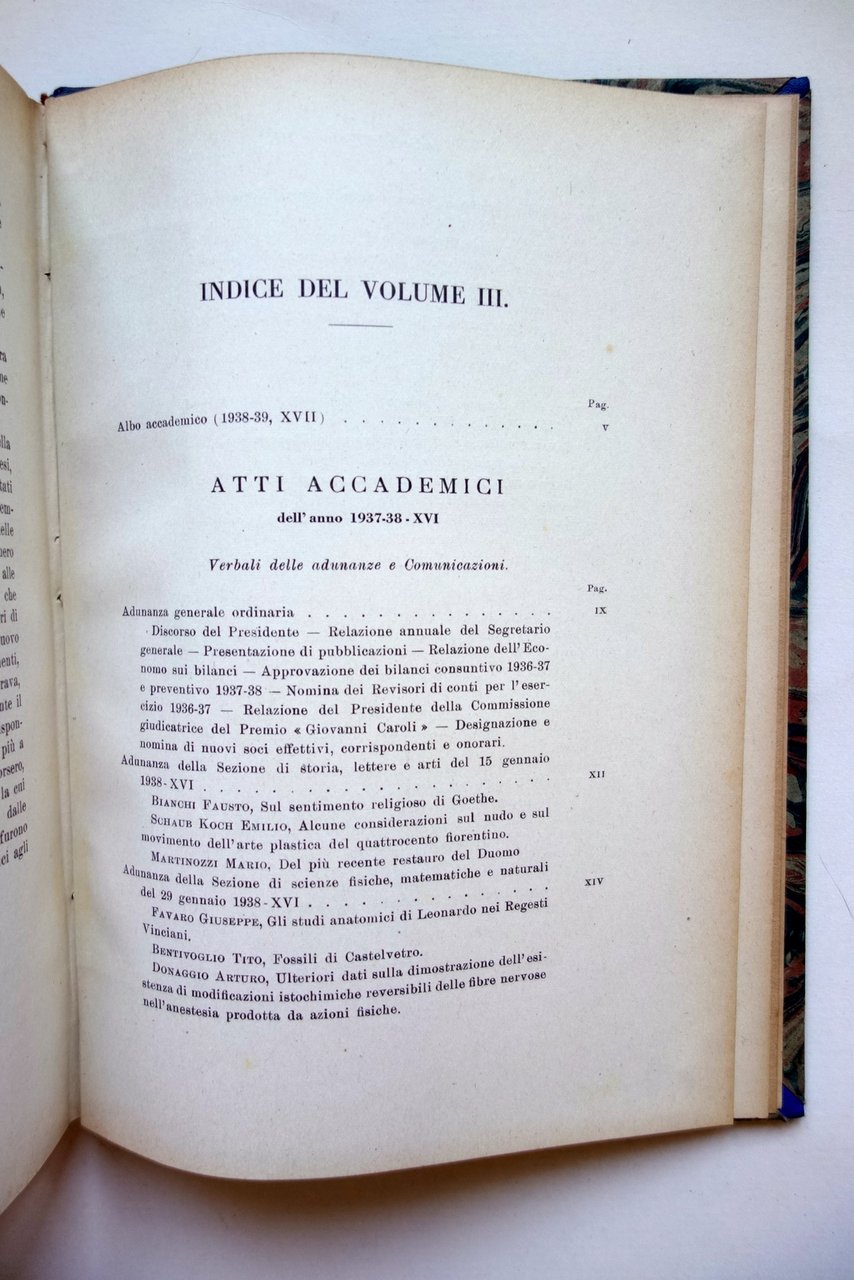 INDICE DEL VOLUME III.
Pag.
Albo accademico (1938-39, XVII) . . . . . . . . . . . . . V
ATTI ACCADEMICI
dell'anno 1937-38 - XVI
Verbali delle adunanze e Comunicazioni.
Pag.
Adunanza generale ordinaria . . . . . . . . . . . . . . IX
Discorso del Presidente — Relazione annuale del Segretario
generale — Presentazione di pubblicazioni — Relazione dell'Eco-
nomo sui bilanci — Approvazione dei bilanci consuntivo 1936-37
e preventivo 1937-38 — Nomina dei Revisori di conti per l'eser-
cizio 1936-37 — Relazione del Presidente della Commissione
giudicatrice del Premio « Giovanni Caroli » — Designazione e
nomina di nuovi soci effettivi, corrispondenti e onorari.
Adunanza della Sezione di storia, lettere e arti del 15 gennaio
1938-XVI . . . . . . . . . . . . . . . . . XII
BIANCHI FAUSTO, Sul sentimento religioso di Goethe.
SCHAUB KOCH EMILIO, Alcune considerazioni sul nudo e sul
movimento dell'arte plastica del quattrocento fiorentino.
MARTINOZZI MARIO, Del più recente restauro del Duomo
Adunanza della Sezione di scienze fisiche, matematiche e naturali
del 29 gennaio 1938-XVI . . . . . . . . . . . . XIV
FAVARO GIUSEPPE, Gli studi anatomici di Leonardo nei Regesti
Vinciani.
BENTIVOGLIO TITO, Fossili di Castelvetro.
DONAGGIO ARTURO, Ulteriori dati sulla dimostrazione dell'esi-
stenza di modificazioni istochimiche reversibili delle fibre nervose
nell'anestesia prodotta da azioni fisiche.